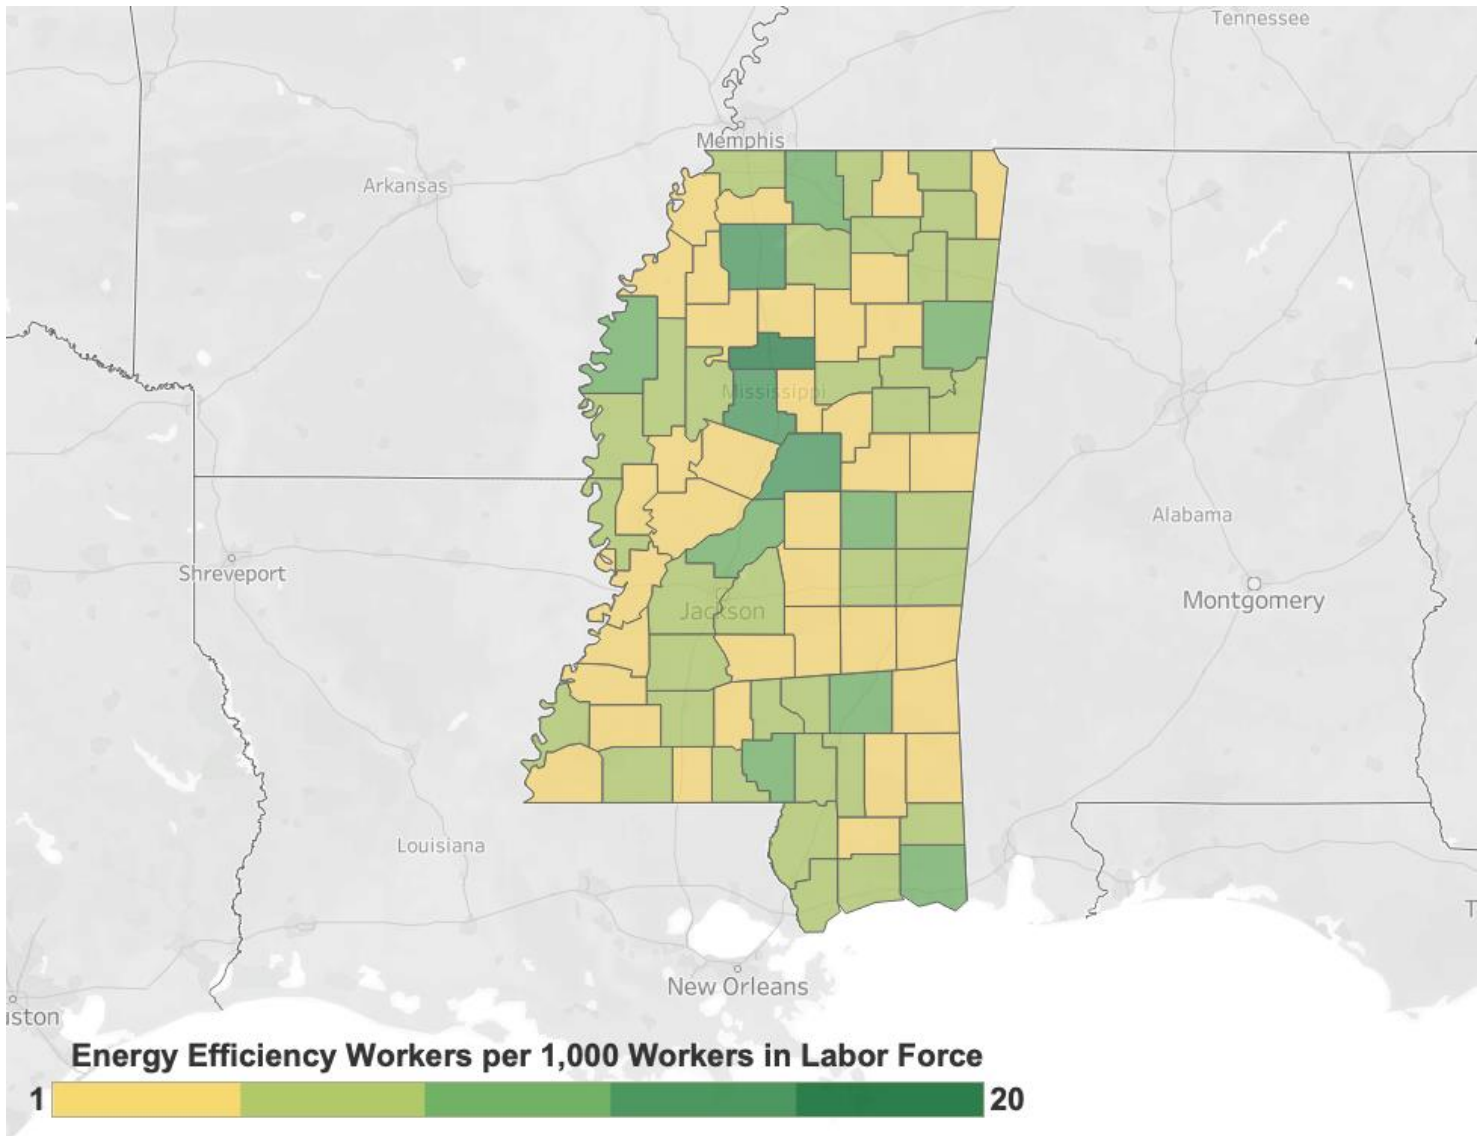 Tennessee
Memphis
Arkansas
Mississippi
Alabama
Shreveport
Jackson
Montgomery
Louisiana
New Orleans
iston
T
Energy Efficiency Workers per 1,000 Workers in Labor Force
1 20